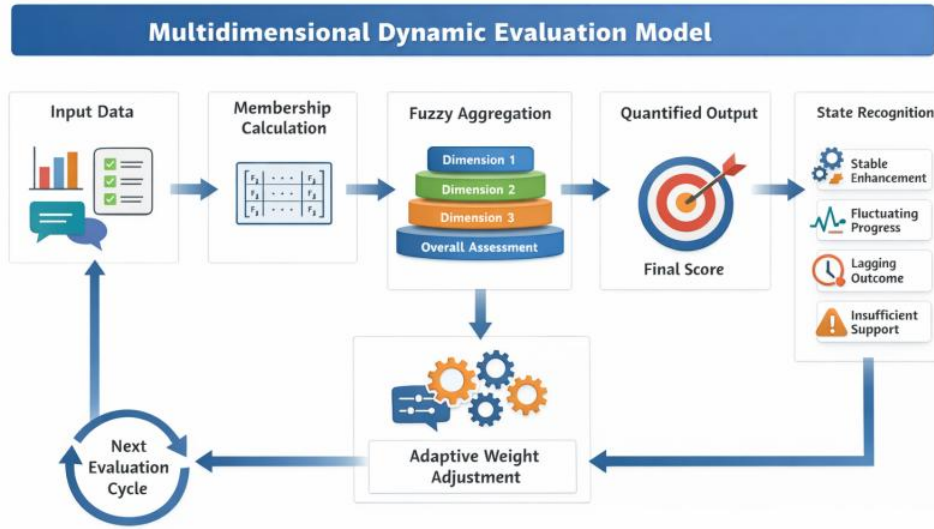 Multidimensional Dynamic Evaluation Model
Input Data
Membership
Calculation
Fuzzy Aggregation
Dimension 1
Dimension 2
Dimension 3
Overall Assessment
Quantified Output
Final Score
State Recognition
Stable
Enhancement
Fluctuating
Progress
Lagging
Outcome
Insufficient
Support
Adaptive Weight
Adjustment
Next
Evaluation
Cycle